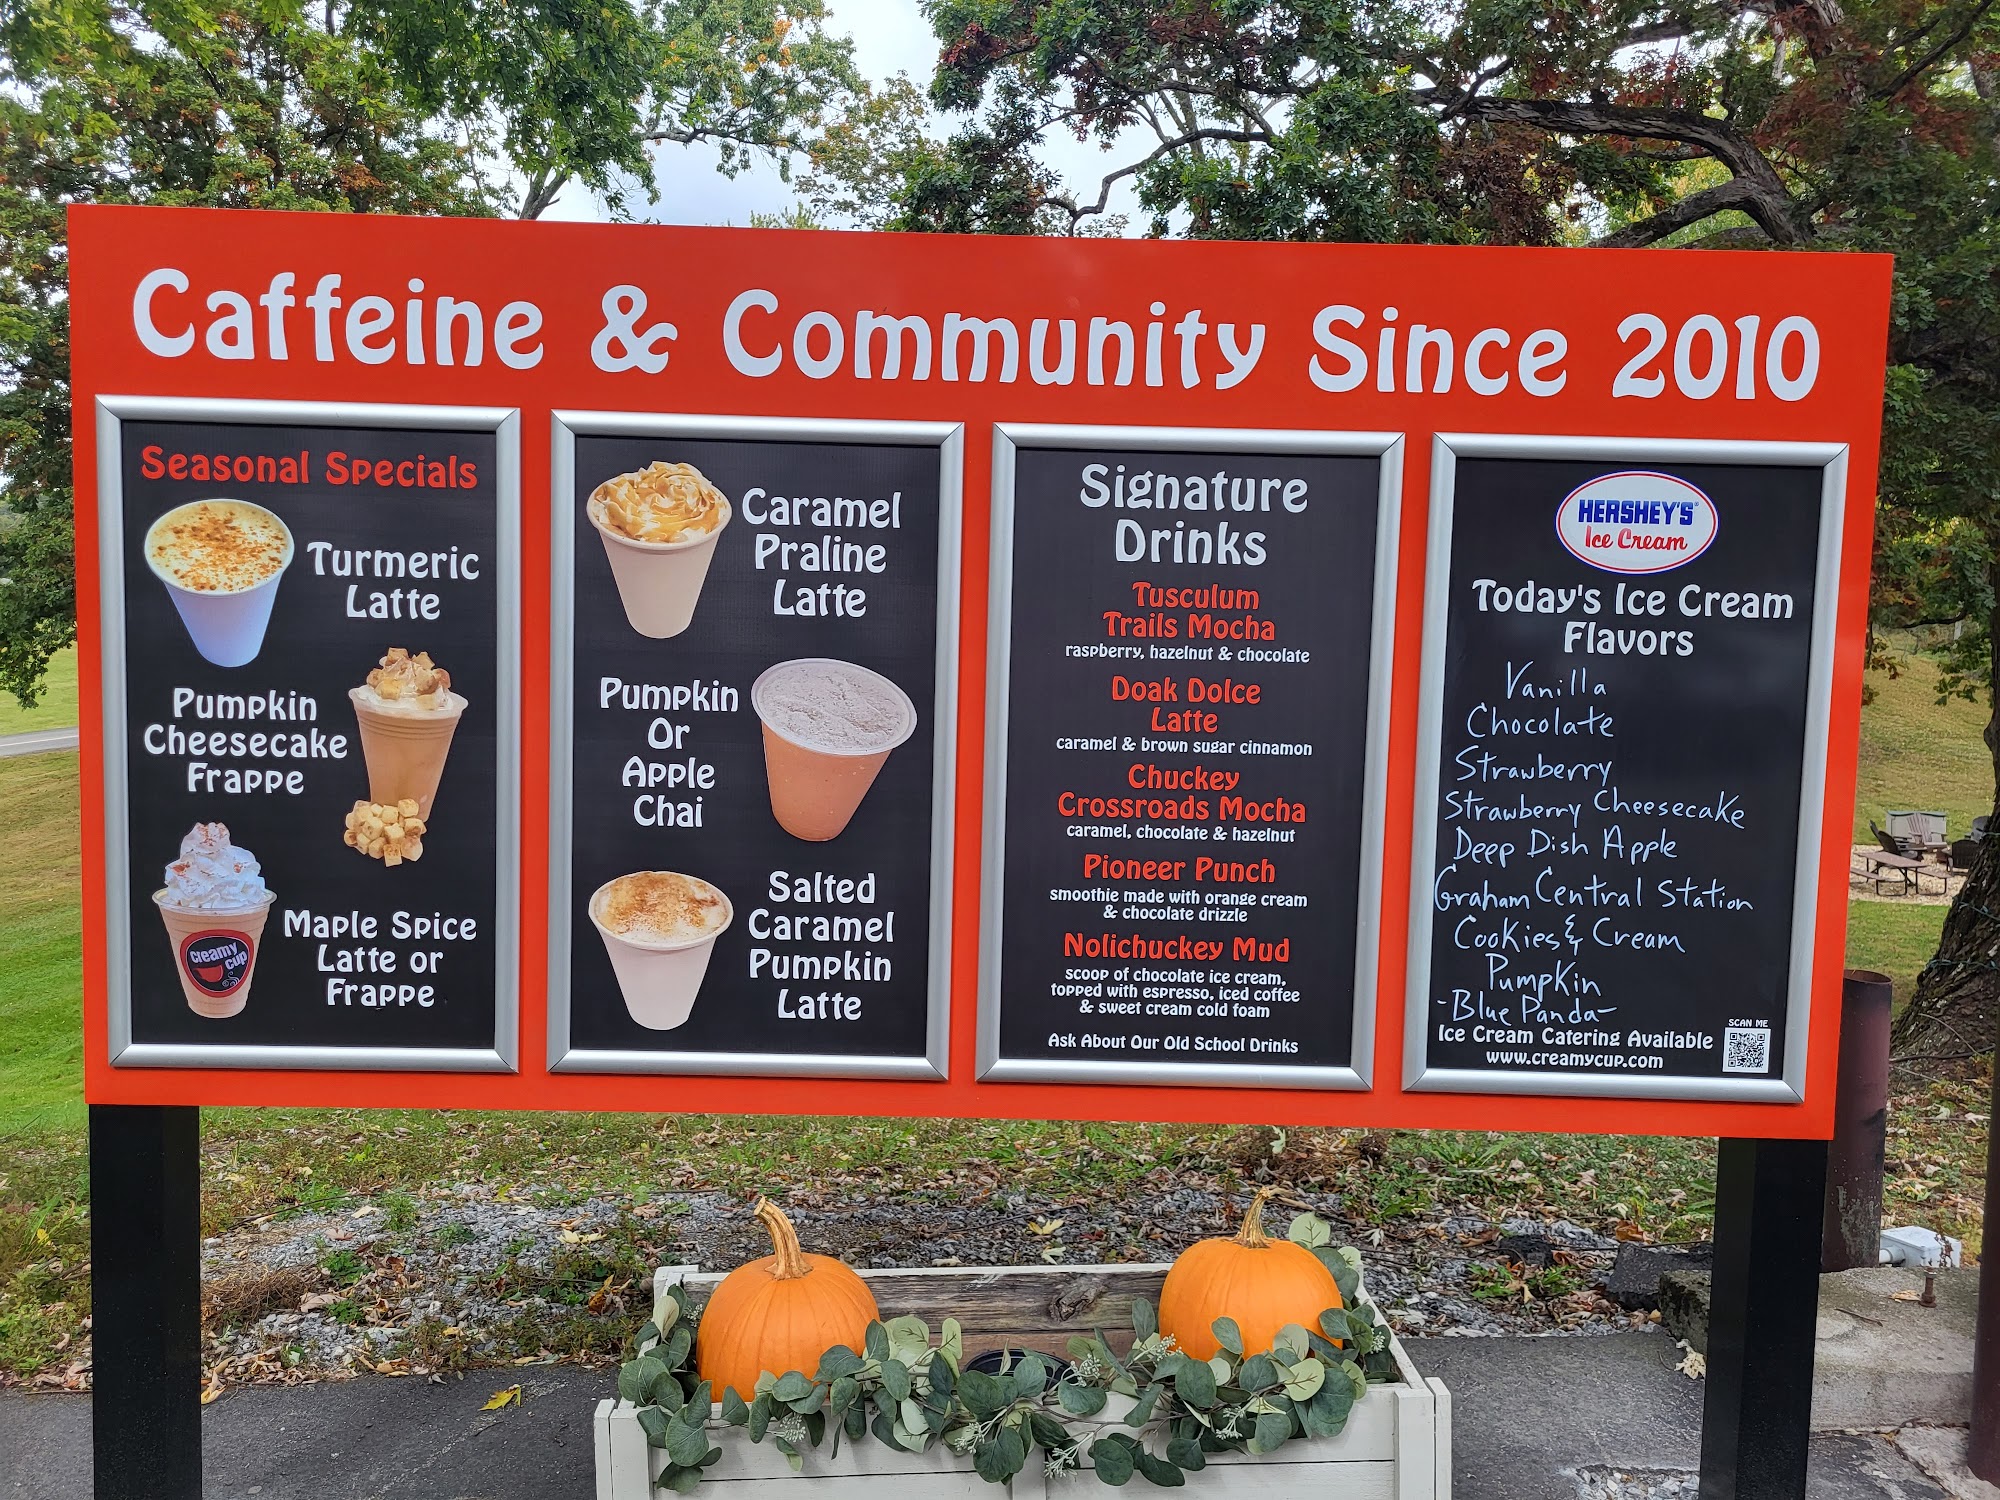 Caffeine & Community Since 2010
Seasonal Specials
Turmeric
Latte
Pumpkin
Cheesecake
Frappe
creamy
cup
Maple Spice
Latte or
Frappe
Caramel
Praline
Latte
Pumpkin
Or
Apple
Chai
Salted
Caramel
Pumpkin
Latte
Signature
Drinks
Tusculum
Trails Mocha
raspberry, hazelnut & chocolate
Doak Dolce
Latte
caramel & brown sugar cinnamon
Chuckey
Crossroads Mocha
caramel, chocolate & hazelnut
Pioneer Punch
smoothie made with orange cream
& chocolate drizzle
Nolichuckey Mud
scoop of chocolate ice cream,
topped with espresso, iced coffee
& sweet cream cold foam
Ask About Our Old School Drinks
HERSHEY'S®
Ice Cream
Today's Ice Cream
Flavors
Vanilla
Chocolate
Strawberry
Strawberry Cheesecake
Deep Dish Apple
Graham Central Station
Cookies & Cream
Pumpkin
-Blue Panda-
Ice Cream Catering Available
www.creamycup.com
SCAN ME